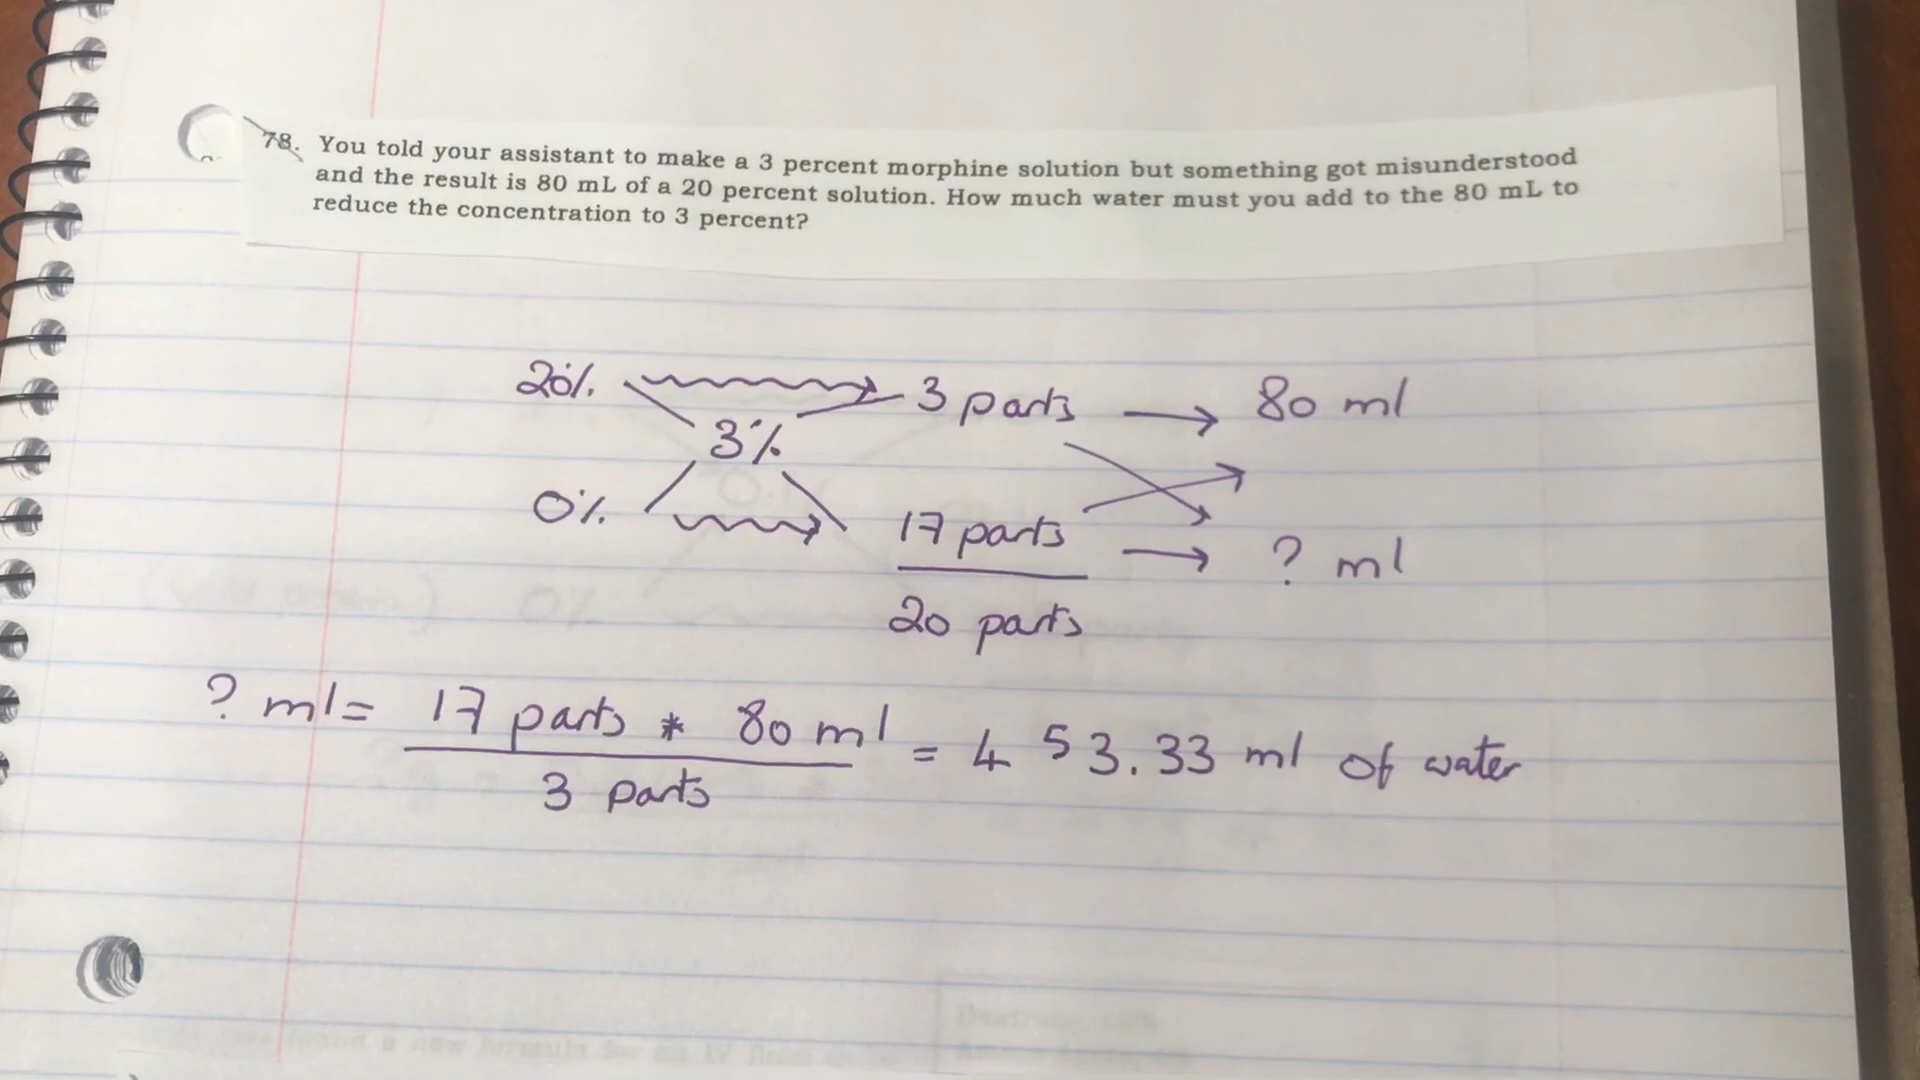 78. You told your assistant to make a 3 percent morphine solution but something got misunderstood
and the result is 80 mL of a 20 percent solution. How much water must you add to the 80 mL to
reduce the concentration to 3 percent?
20% 3 parts → 80 ml
3%
0% 17 parts → ? ml
20 parts
? ml = 17 parts * 80 ml = 453.33 ml of water
3 parts